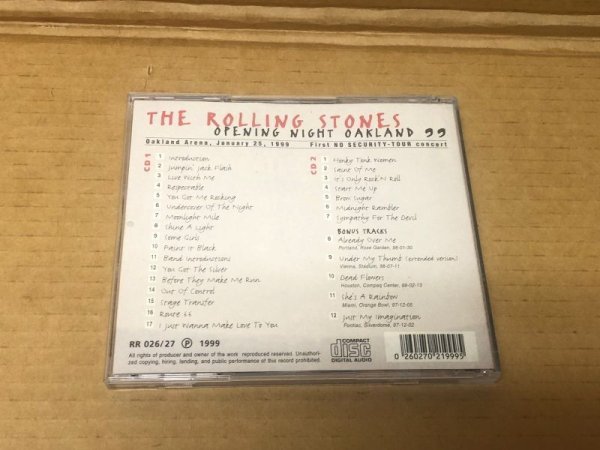 THE ROLLING STONES
OPENING NIGHT OAKLAND 99
Oakland Arena, January 25, 1999
First NO SECURITY-TOUR concert
CD 1
1 Introduction
2 Jumpin' Jack Flash
3 Live With Me
4 Respectable
5 You Got Me Rocking
6 Undercover Of The Night
7 Moonlight Mile
8 Shine A Light
9 Some Girls
10 Paint It Black
11 Band Introductions
12 You Got The Silver
13 Before They Make Me Run
14 Out Of Control
15 Stage Transfer
16 Route 66
17 I Just Wanna Make Love To You
CD 2
1 Honky Tonk Women
2 Saint Of Me
3 It's Only Rock'N Roll
4 Start Me Up
5 Brown Sugar
6 Midnight Rambler
7 Sympathy For The Devil
BONUS TRACKS
8 Already Over Me
Portland, Rose Garden, 98-01-30
9 Under My Thumb (extended version)
Vienna, Stadium, 98-07-11
10 Dead Flowers
Houston, Compaq Center, 98-02-13
11 She's A Rainbow
Miami, Orange Bowl, 97-12-05
12 Just My Imagination
Pontiac, Silverdome, 97-12-02
RR 026/27 Ⓟ 1999
All rights of producer and owner of the work reproduced reserved. Unauthori-
zed copying, hiring, lending, and public performance of this record prohibited.
COMPACT
disc
DIGITAL AUDIO
0 260270 219995